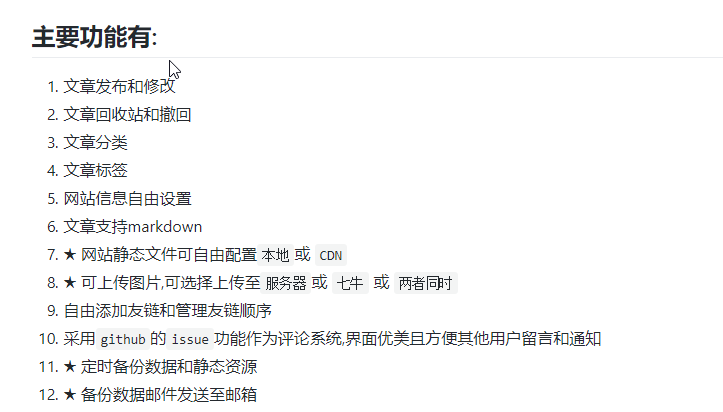 主要功能有:
1. 文章发布和修改
2. 文章回收站和撤回
3. 文章分类
4. 文章标签
5. 网站信息自由设置
6. 文章支持markdown
7. ★ 网站静态文件可自由配置 本地 或 CDN
8. ★ 可上传图片,可选择上传至 服务器 或 七牛 或 两者同时
9. 自由添加友链和管理友链顺序
10. 采用 github 的 issue 功能作为评论系统,界面优美且方便其他用户留言和通知
11. ★ 定时备份数据和静态资源
12. ★ 备份数据邮件发送至邮箱